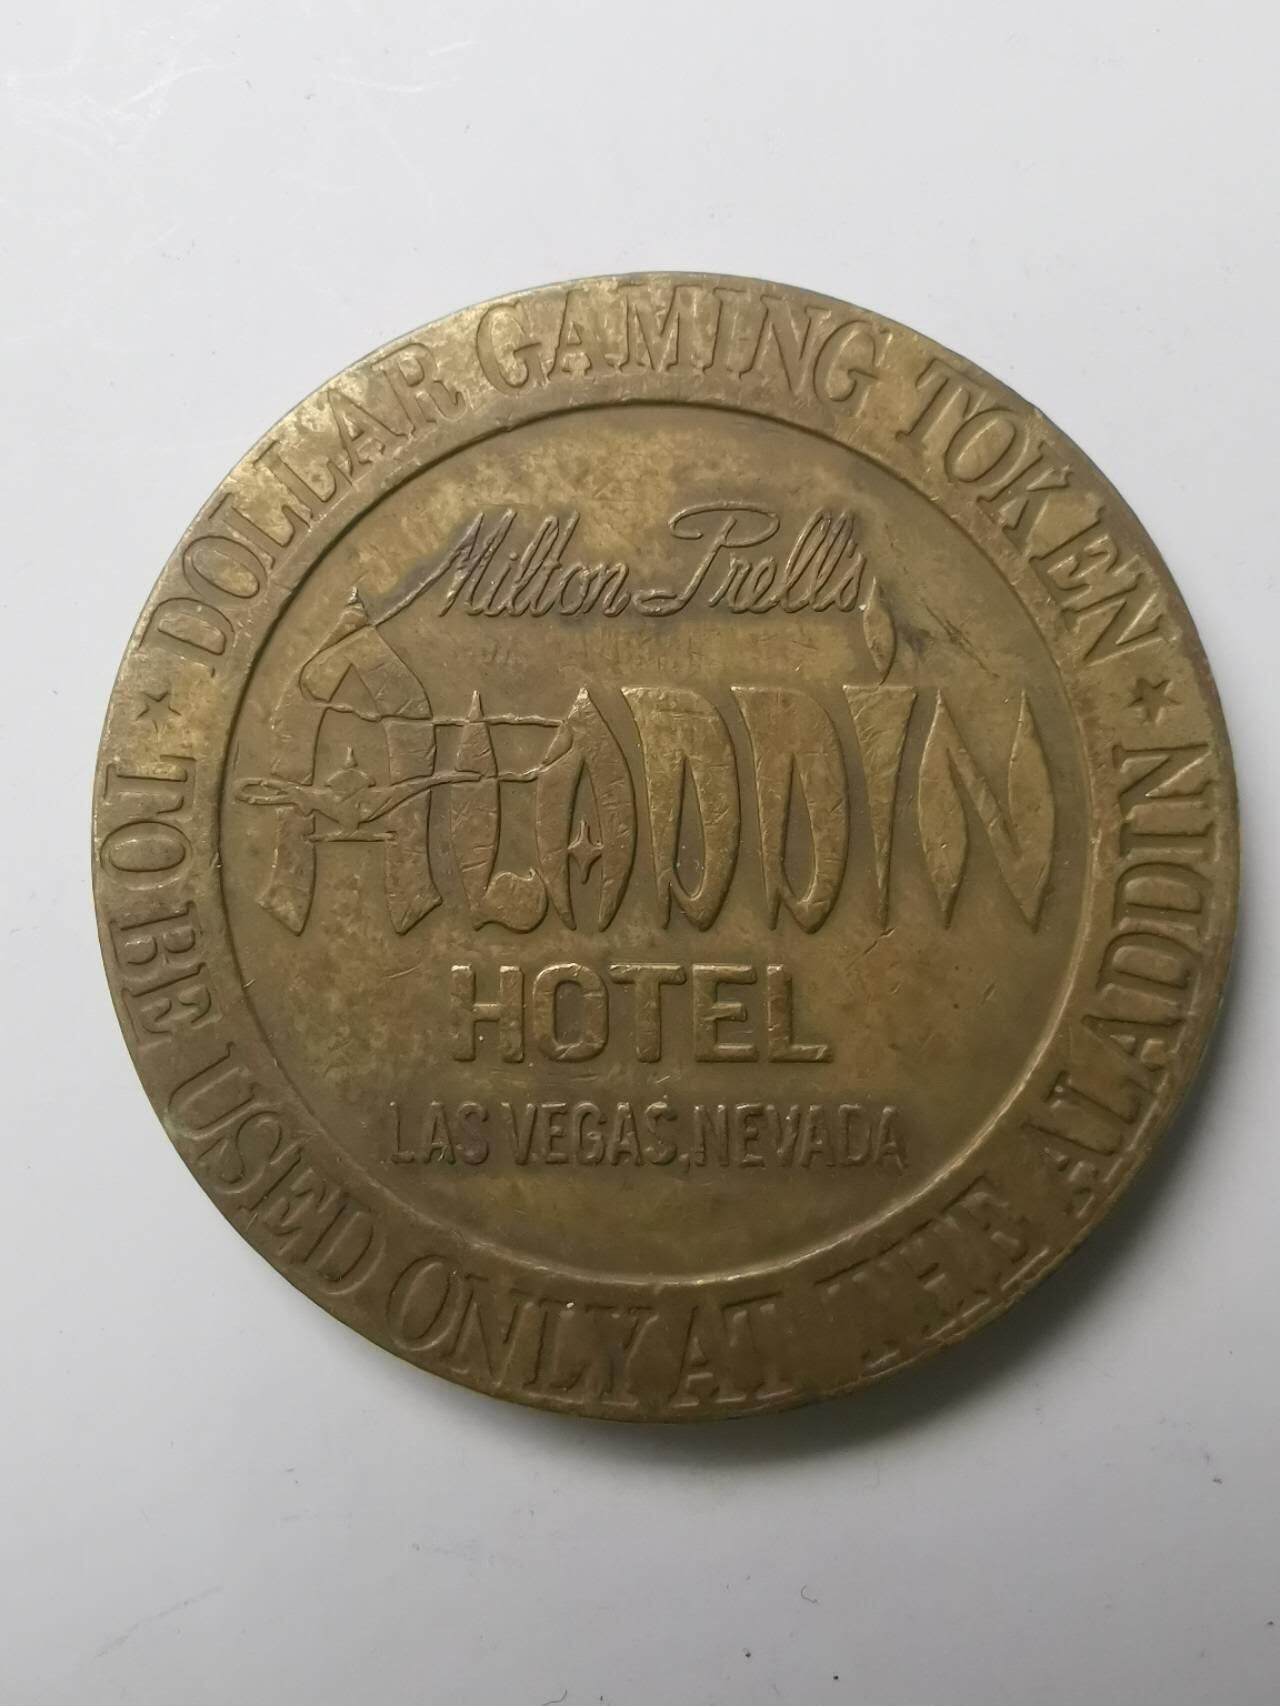 ★ DOLLAR GAMING TOKEN ★
Milton Prell's
ALADDIN
HOTEL
LAS VEGAS, NEVADA
TO BE USED ONLY AT THE ALADDIN